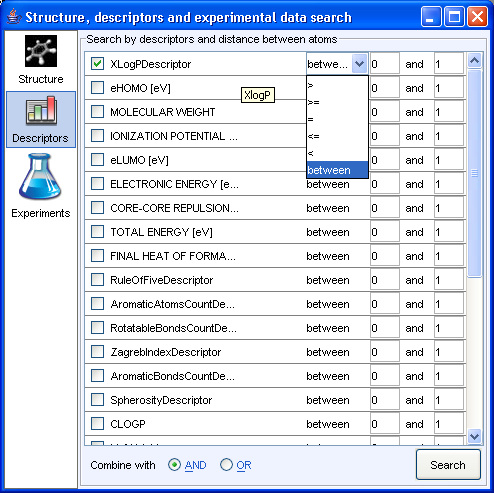 Structure, descriptors and experimental data search
Structure
Descriptors
Experiments
Search by descriptors and distance between atoms
XLogPDescriptor betwe... 0 and 1
eHOMO [eV] 0 and 1
XlogP
MOLECULAR WEIGHT 0 and 1
IONIZATION POTENTIAL ... 0 and 1
eLUMO [eV] 0 and 1
>
>=
=
<=
<
between
ELECTRONIC ENERGY [e... between 0 and 1
CORE-CORE REPULSION... between 0 and 1
TOTAL ENERGY [eV] between 0 and 1
FINAL HEAT OF FORMA... between 0 and 1
RuleOfFiveDescriptor between 0 and 1
AromaticAtomsCountDe... between 0 and 1
RotatableBondsCountDe... between 0 and 1
ZagrebIndexDescriptor between 0 and 1
AromaticBondsCountDe... between 0 and 1
SpherosityDescriptor between 0 and 1
CLOGP between 0 and 1
Combine with AND OR Search